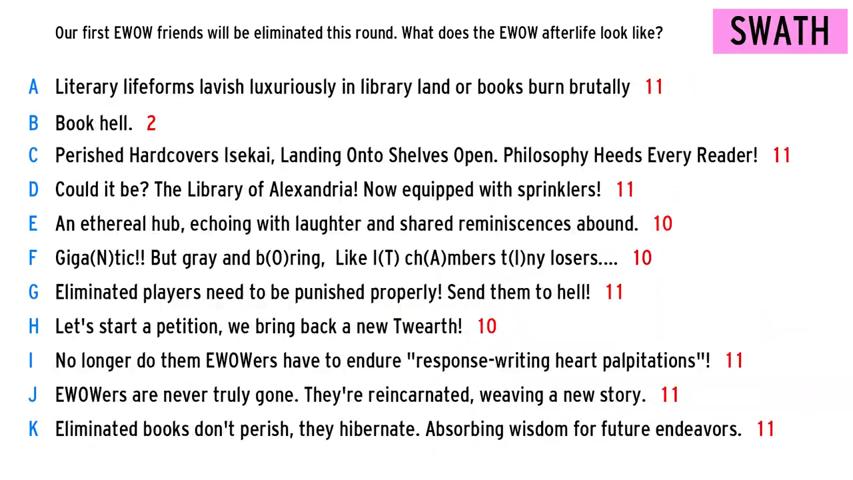 Our first EWOW friends will be eliminated this round. What does the EWOW afterlife look like?
SWATH
A Literary lifeforms lavish luxuriously in library land or books burn brutally 11
B Book hell. 2
C Perished Hardcovers Isekai, Landing Onto Shelves Open. Philosophy Heeds Every Reader! 11
D Could it be? The Library of Alexandria! Now equipped with sprinklers! 11
E An ethereal hub, echoing with laughter and shared reminiscences abound. 10
F Giga(N)tic!! But gray and b(O)ring, Like I(T) ch(A)mbers t(I)ny losers.... 10
G Eliminated players need to be punished properly! Send them to hell! 11
H Let's start a petition, we bring back a new Twearth! 10
I No longer do them EWOWers have to endure "response-writing heart palpitations"! 11
J EWOWers are never truly gone. They're reincarnated, weaving a new story. 11
K Eliminated books don't perish, they hibernate. Absorbing wisdom for future endeavors. 11